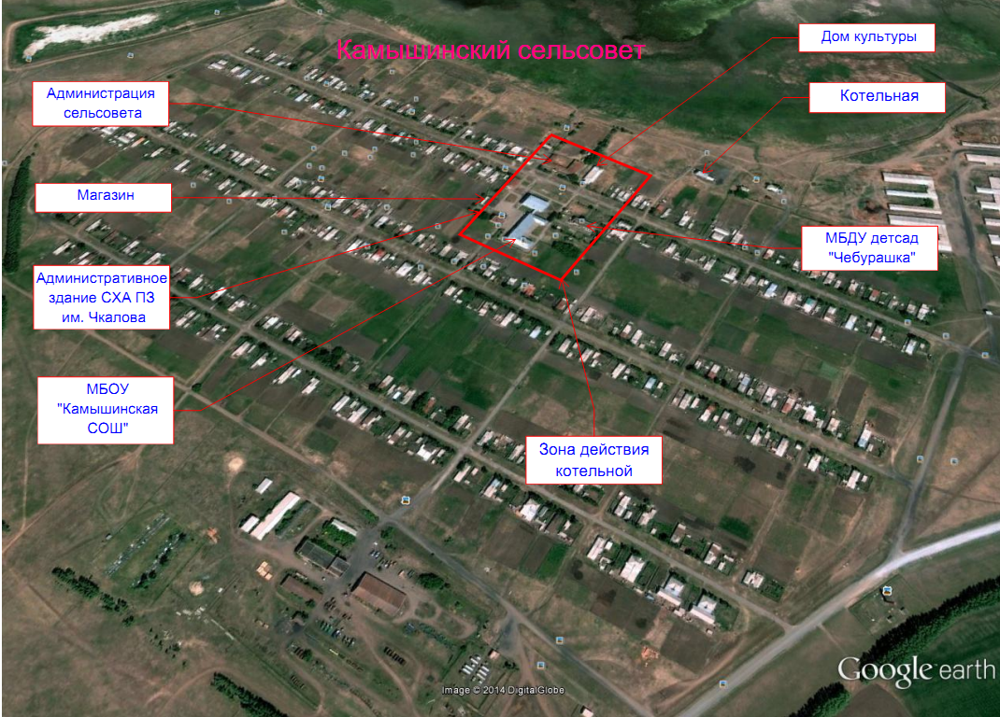 Камышинский сельсовет
Дом культуры
Администрация
сельсовета
Котельная
Магазин
МБДУ детсад
"Чебурашка"
Административное
здание СХА ПЗ
им. Чкалова
МБОУ
"Камышинская
СОШ"
Зона действия
котельной
Google earth
Image © 2014 DigitalGlobe